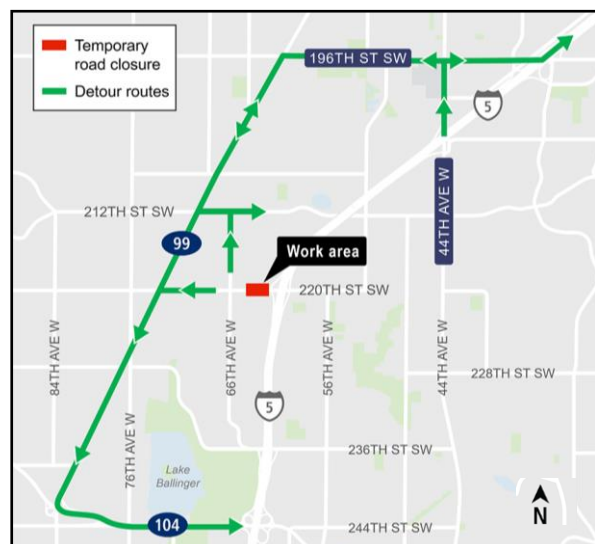 Temporary
road closure
Detour routes
196TH ST SW
5
44TH AVE W
212TH ST SW
99
Work area
220TH ST SW
84TH AVE W
76TH AVE W
66TH AVE W
56TH AVE W
44TH AVE W
228TH ST SW
5
236TH ST SW
Lake
Ballinger
104
244TH ST SW
N